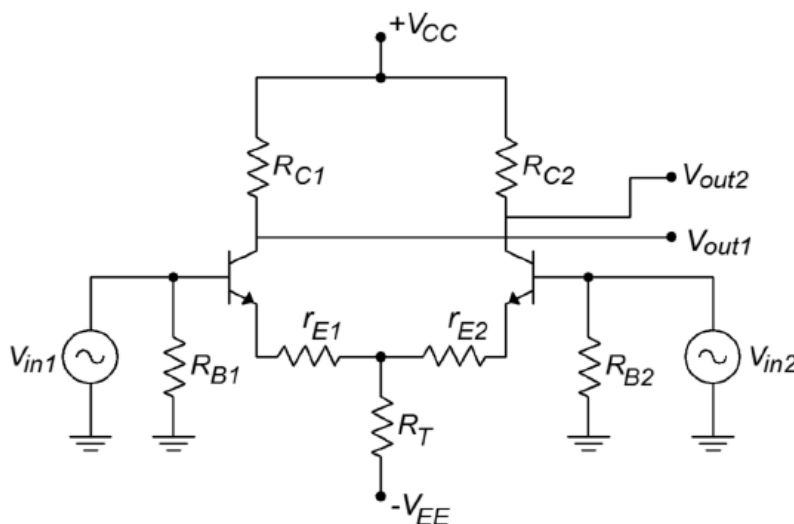 +VCC
RC1
RC2
Vout2
Vout1
rE1
rE2
Vin1
RB1
RB2
Vin2
RT
-VEE